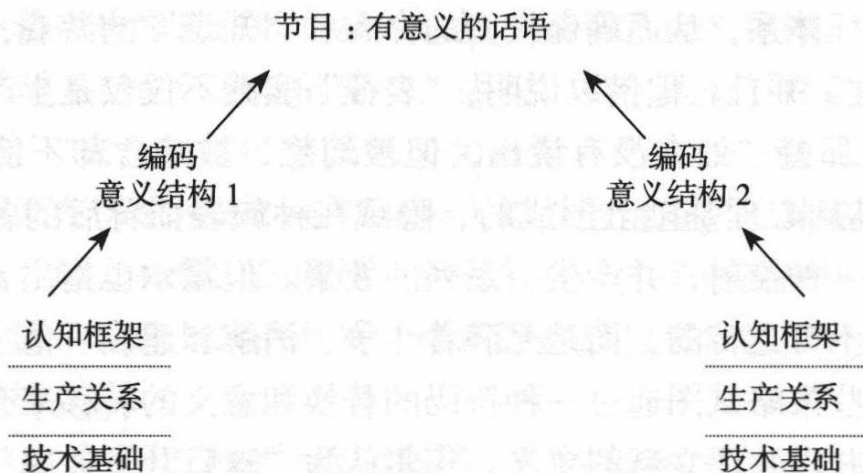 节目：有意义的话语
编码
意义结构 1
编码
意义结构 2
认知框架
生产关系
技术基础
认知框架
生产关系
技术基础